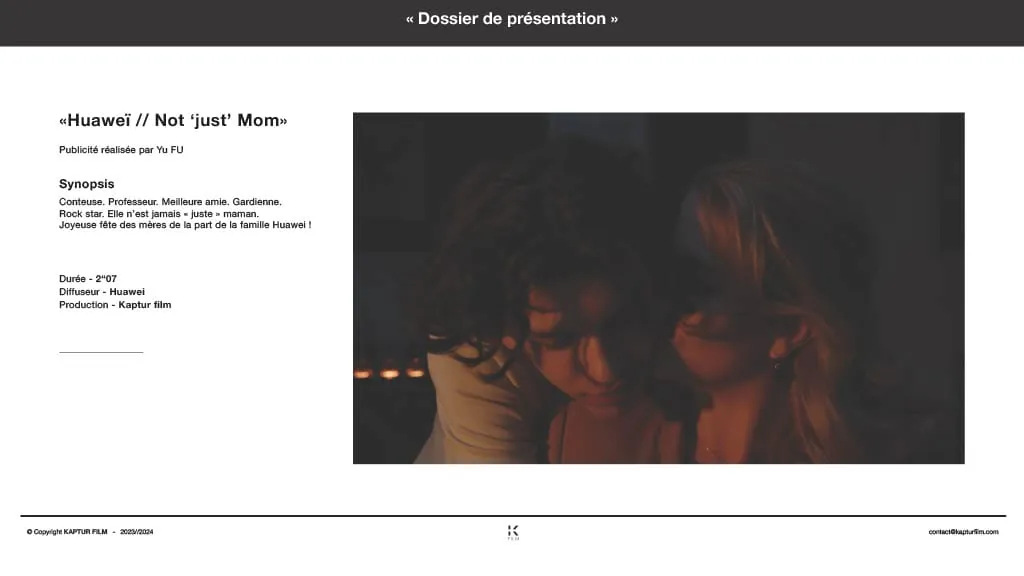 « Dossier de présentation »
«Huaweï // Not ‘just’ Mom»
Publicité réalisée par Yu FU
Synopsis
Conteuse. Professeur. Meilleure amie. Gardienne.
Rock star. Elle n’est jamais « juste » maman.
Joyeuse fête des mères de la part de la famille Huawei !
Durée - 2“07
Diffuseur - Huawei
Production - Kaptur film
© Copyright KAPTUR FILM - 2023//2024
K
FILM
contact@kapturfilm.com